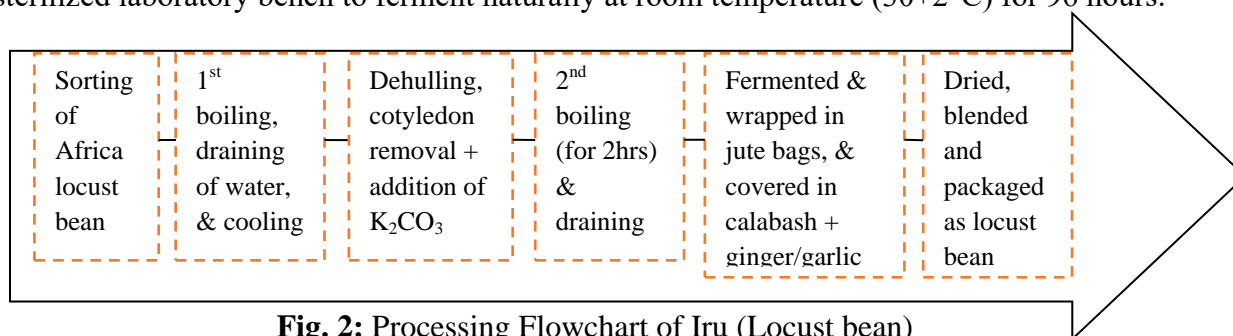 sterilized laboratory bench to ferment naturally at room temperature (30+2°C) for 96 hours.
Sorting
of
Africa
locust
bean
1st
boiling,
draining
of water,
& cooling
Dehulling,
cotyledon
removal +
addition of
K₂CO₃
2nd
boiling
(for 2hrs)
&
draining
Fermented &
wrapped in
jute bags, &
covered in
calabash +
ginger/garlic
Dried,
blended
and
packaged
as locust
bean
Fig. 2: Processing Flowchart of Iru (Locust bean)